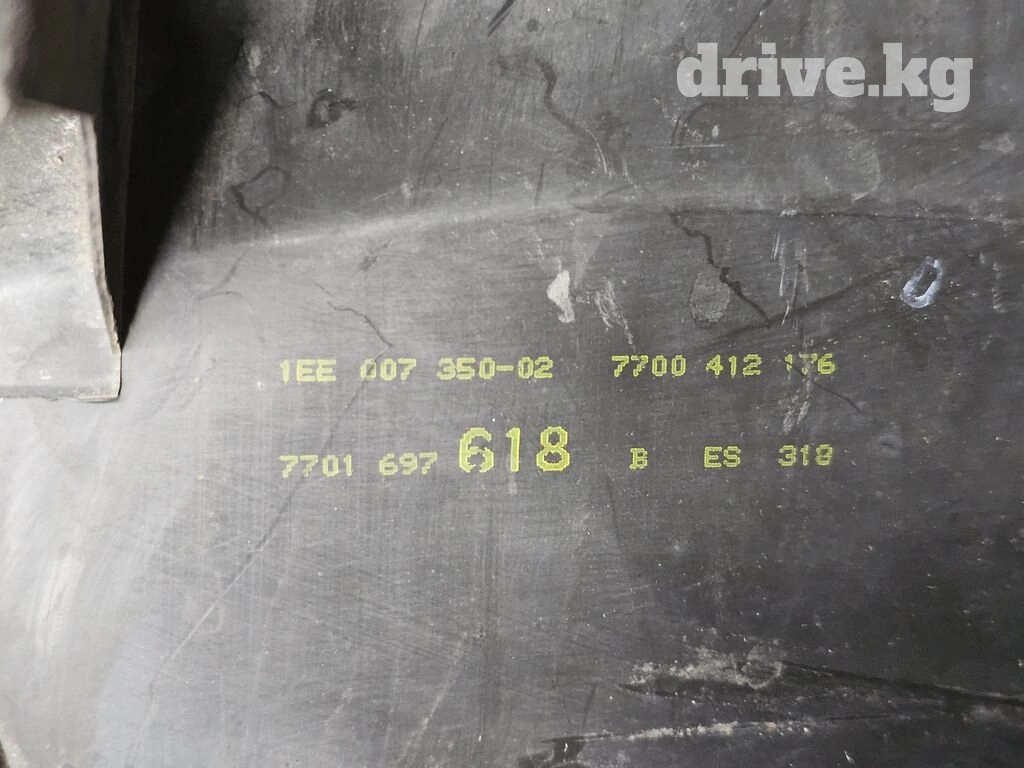 drive.kg
1EE 007 350-02 7700 412 176
7701 697 618 B ES 318